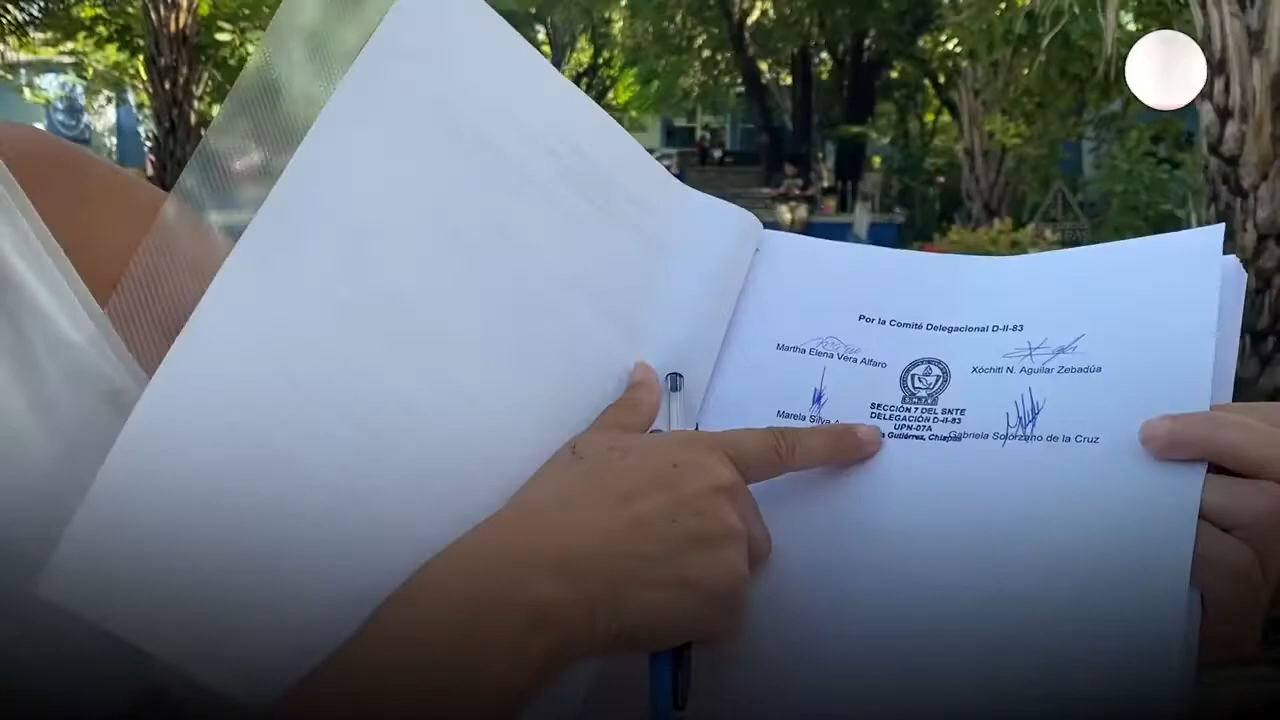 Por la Comité Delegacional D-II-83
Martha Elena Vera Alfaro
Xóchitl N. Aguilar Zebadúa
SECCIÓN 7 DEL SNTE
DELEGACIÓN D-II-83
UPN-07A
Gutiérrez, Chiapas
Marela Silva
Gabriela Solorzano de la Cruz